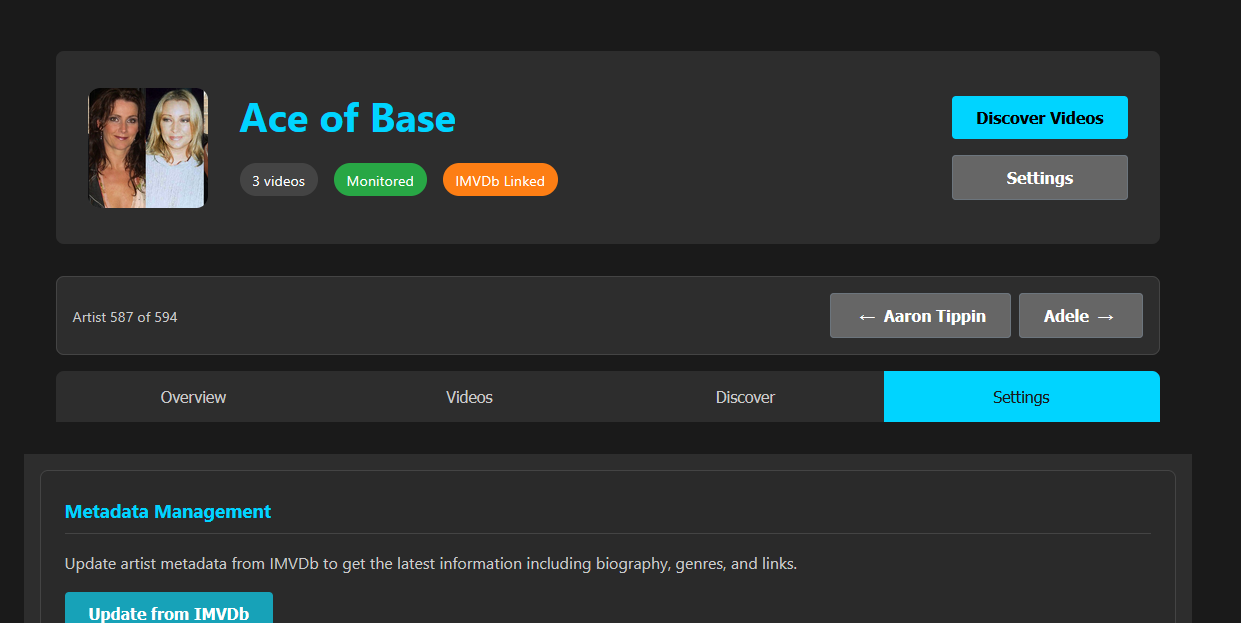 Ace of Base
3 videos
Monitored
IMVDb Linked
Discover Videos
Settings
Artist 587 of 594
← Aaron Tippin
Adele →
Overview
Videos
Discover
Settings
Metadata Management
Update artist metadata from IMVDb to get the latest information including biography, genres, and links.
Update from IMVDb